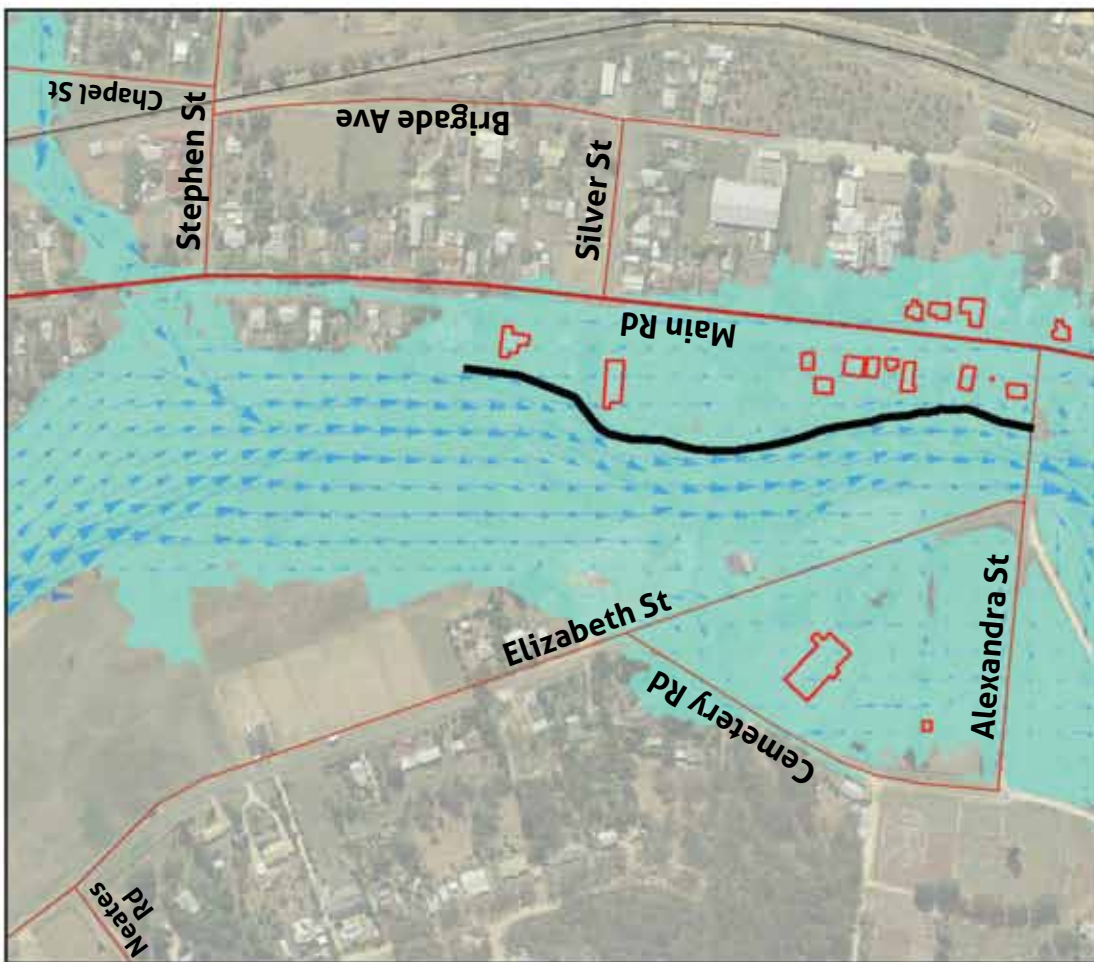 Chapel St
Stephen St
Brigade Ave
Silver St
Main Rd
Elizabeth St
Cemetery Rd
Alexandra St
Neates
Rd